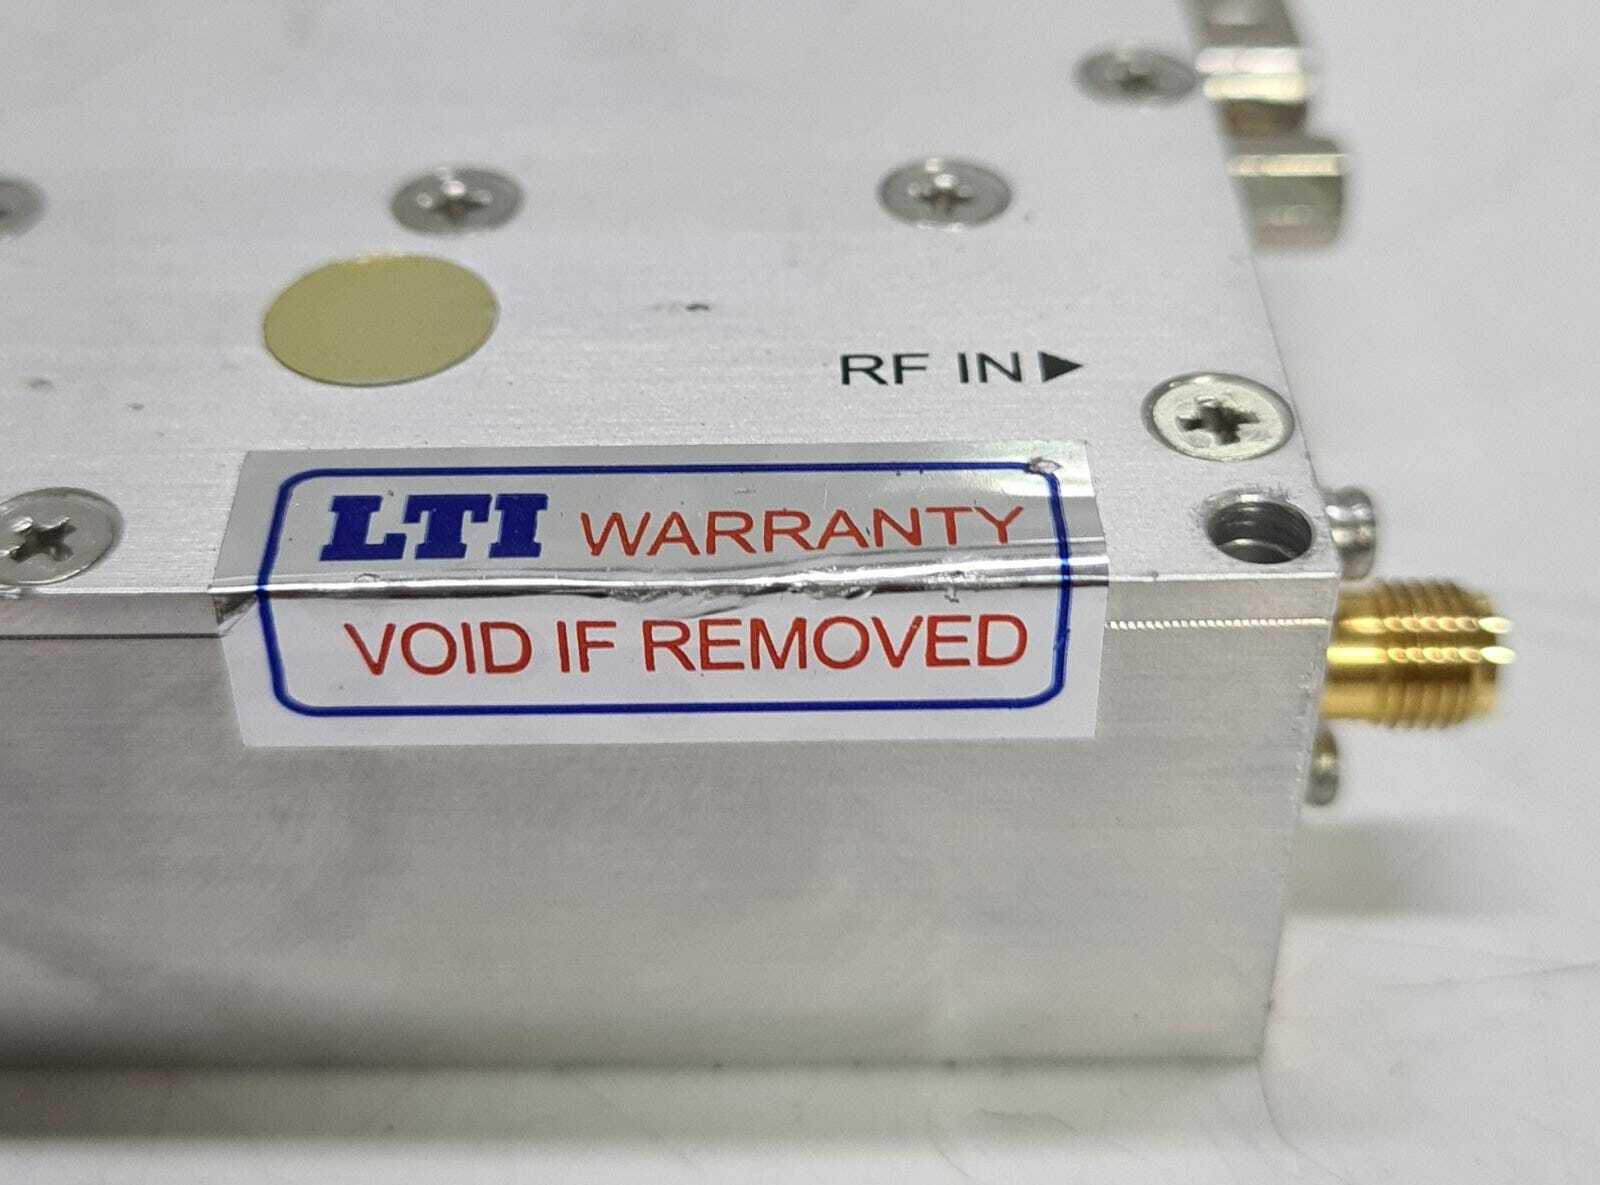 RF IN ▶
LTI WARRANTY
VOID IF REMOVED